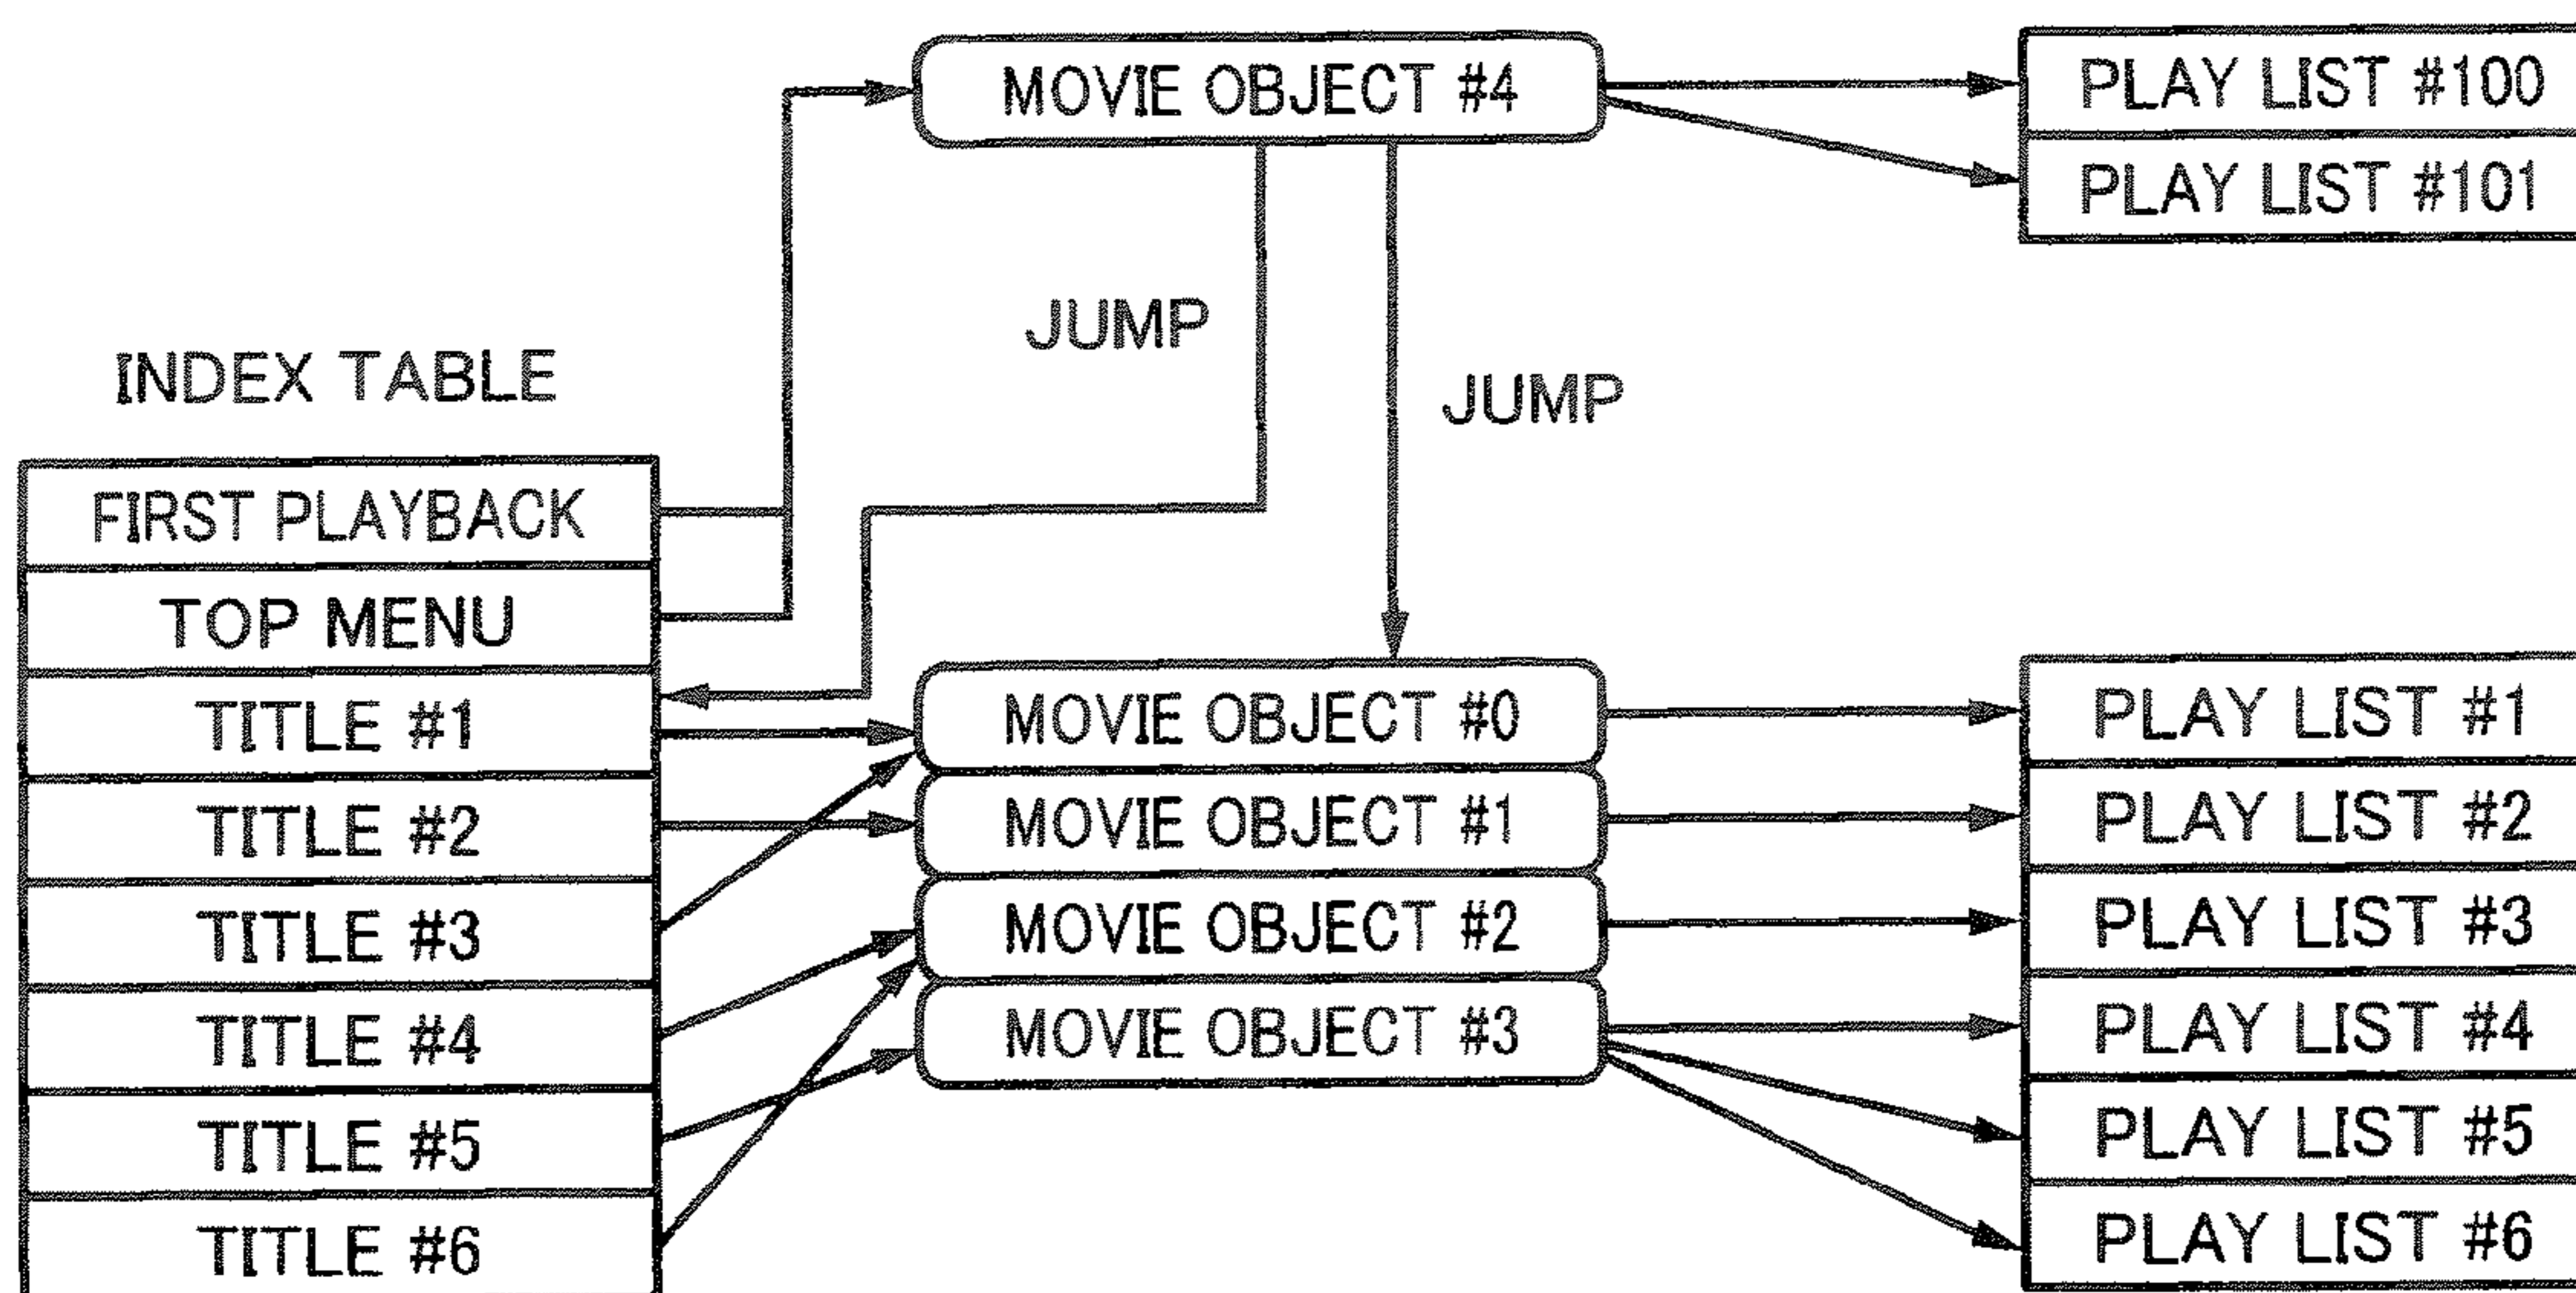 MOVIE OBJECT #4
PLAY LIST #100
PLAY LIST #101
JUMP
JUMP
INDEX TABLE
FIRST PLAYBACK
TOP MENU
TITLE #1
TITLE #2
TITLE #3
TITLE #4
TITLE #5
TITLE #6
MOVIE OBJECT #0
MOVIE OBJECT #1
MOVIE OBJECT #2
MOVIE OBJECT #3
PLAY LIST #1
PLAY LIST #2
PLAY LIST #3
PLAY LIST #4
PLAY LIST #5
PLAY LIST #6